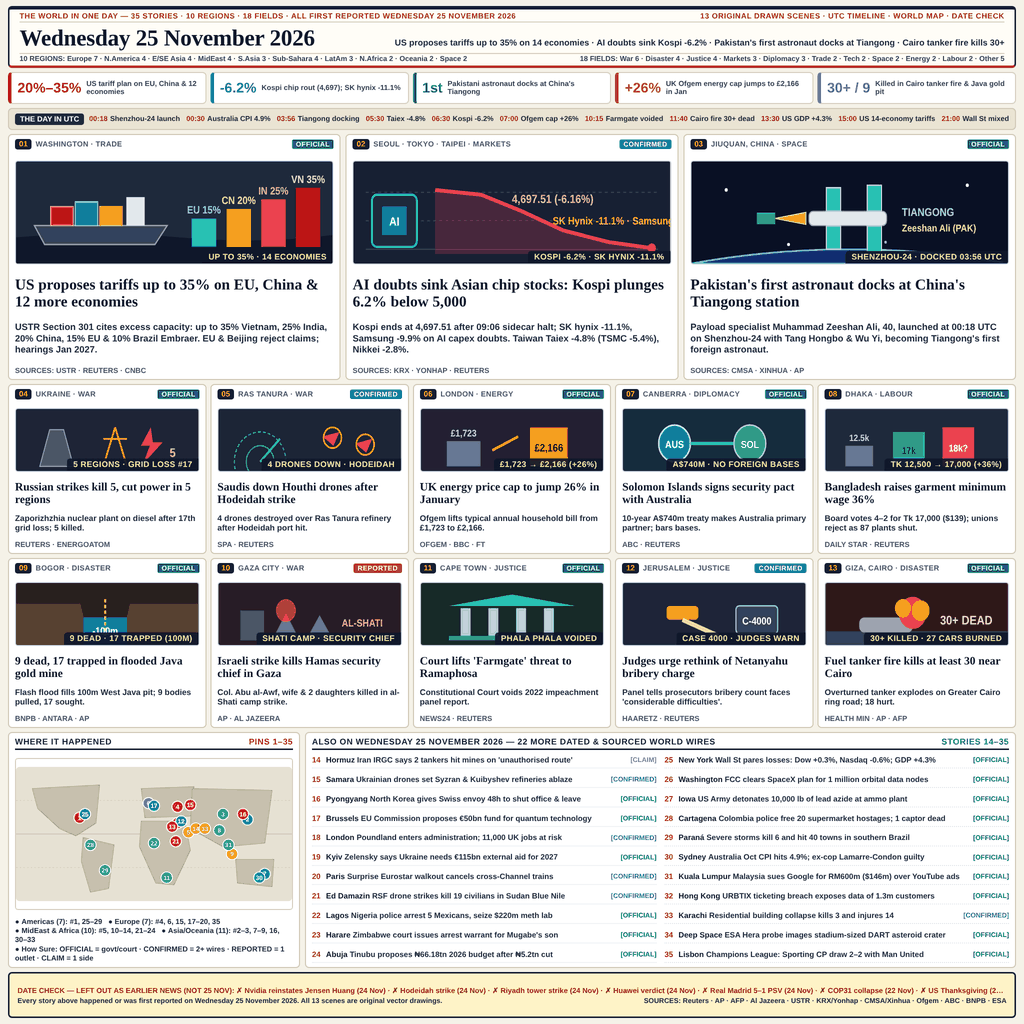 THE WORLD IN ONE DAY — 35 STORIES · 10 REGIONS · 18 FIELDS · ALL FIRST REPORTED WEDNESDAY 25 NOVEMBER 2026
13 ORIGINAL DRAWN SCENES · UTC TIMELINE · WORLD MAP · DATE CHECK
Wednesday 25 November 2026
US proposes tariffs up to 35% on 14 economies · AI doubts sink Kospi -6.2% · Pakistan's first astronaut docks at Tiangong · Cairo tanker fire kills 30+
10 REGIONS: Europe 7 · N.America 4 · E/SE Asia 4 · MidEast 4 · S.Asia 3 · Sub-Sahara 4 · LatAm 3 · N.Africa 2 · Oceania 2 · Space 2
18 FIELDS: War 6 · Disaster 4 · Justice 4 · Markets 3 · Diplomacy 3 · Trade 2 · Tech 2 · Space 2 · Energy 2 · Labour 2 · Other 5
20%–35%
US tariff plan on EU, China & 12
economies
-6.2%
Kospi chip rout (4,697); SK hynix -11.1%
1st
Pakistani astronaut docks at China's
Tiangong
+26%
UK Ofgem energy cap jumps to £2,166
in Jan
30+ / 9
Killed in Cairo tanker fire & Java gold
pit
THE DAY IN UTC
00:18 Shenzhou-24 launch
00:30 Australia CPI 4.9%
03:56 Tiangong docking
05:30 Taiex -4.8%
06:30 Kospi -6.2%
07:00 Ofgem cap +26%
10:15 Farmgate voided
11:40 Cairo fire 30+ dead
13:30 US GDP +4.3%
15:00 US 14-economy tariffs
21:00 Wall St mixed
01 WASHINGTON · TRADE
OFFICIAL
EU 15%
CN 20%
IN 25%
VN 35%
UP TO 35% · 14 ECONOMIES
US proposes tariffs up to 35% on EU, China &
12 more economies
USTR Section 301 cites excess capacity: up to 35% Vietnam, 25% India,
20% China, 15% EU & 10% Brazil Embraer. EU & Beijing reject claims;
hearings Jan 2027.
SOURCES: USTR · REUTERS · CNBC
02 SEOUL · TOKYO · TAIPEI · MARKETS
CONFIRMED
AI
4,697.51 (-6.16%)
SK Hynix -11.1% · Samsung
KOSPI -6.2% · SK HYNIX -11.1%
AI doubts sink Asian chip stocks: Kospi plunges
6.2% below 5,000
Kospi ends at 4,697.51 after 09:06 sidecar halt; SK hynix -11.1%,
Samsung -9.9% on AI capex doubts. Taiwan Taiex -4.8% (TSMC -5.4%),
Nikkei -2.8%.
SOURCES: KRX · YONHAP · REUTERS
03 JIUQUAN, CHINA · SPACE
OFFICIAL
TIANGONG
Zeeshan Ali (PAK)
SHENZHOU-24 · DOCKED 03:56 UTC
Pakistan's first astronaut docks at China's
Tiangong station
Payload specialist Muhammad Zeeshan Ali, 40, launched at 00:18 UTC
on Shenzhou-24 with Tang Hongbo & Wu Yi, becoming Tiangong's first
foreign astronaut.
SOURCES: CMSA · XINHUA · AP
04 UKRAINE · WAR
OFFICIAL
5
5 REGIONS · GRID LOSS #17
Russian strikes kill 5, cut power in 5
regions
Zaporizhzhia nuclear plant on diesel after 17th
grid loss; 5 killed.
REUTERS · ENERGOATOM
05 RAS TANURA · WAR
CONFIRMED
4 DRONES DOWN · HODEIDAH
Saudis down Houthi drones after
Hodeidah strike
4 drones destroyed over Ras Tanura refinery
after Hodeidah port hit.
SPA · REUTERS
06 LONDON · ENERGY
OFFICIAL
£1,723
£2,166
£1,723 → £2,166 (+26%)
UK energy price cap to jump 26% in
January
Ofgem lifts typical annual household bill from
£1,723 to £2,166.
OFGEM · BBC · FT
07 CANBERRA · DIPLOMACY
OFFICIAL
AUS
SOL
A$740M · NO FOREIGN BASES
Solomon Islands signs security pact
with Australia
10-year A$740m treaty makes Australia primary
partner; bars bases.
ABC · REUTERS
08 DHAKA · LABOUR
OFFICIAL
12.5k
17k
18k?
TK 12,500 → 17,000 (+36%)
Bangladesh raises garment minimum
wage 36%
Board votes 4–2 for Tk 17,000 ($139); unions
reject as 87 plants shut.
DAILY STAR · REUTERS
09 BOGOR · DISASTER
OFFICIAL
-100m
9 DEAD · 17 TRAPPED (100M)
9 dead, 17 trapped in flooded Java
gold mine
Flash flood fills 100m West Java pit; 9 bodies
pulled, 17 sought.
BNPB · ANTARA · AP
10 GAZA CITY · WAR
REPORTED
AL-SHATI
SHATI CAMP · SECURITY CHIEF
Israeli strike kills Hamas security
chief in Gaza
Col. Abu al-Awf, wife & 2 daughters killed in al-
Shati camp strike.
AP · AL JAZEERA
11 CAPE TOWN · JUSTICE
OFFICIAL
PHALA PHALA VOIDED
Court lifts 'Farmgate' threat to
Ramaphosa
Constitutional Court voids 2022 impeachment
panel report.
NEWS24 · REUTERS
12 JERUSALEM · JUSTICE
CONFIRMED
C-4000
CASE 4000 · JUDGES WARN
Judges urge rethink of Netanyahu
bribery charge
Panel tells prosecutors bribery count faces
'considerable difficulties'.
HAARETZ · REUTERS
13 GIZA, CAIRO · DISASTER
OFFICIAL
30+ DEAD
30+ KILLED · 27 CARS BURNED
Fuel tanker fire kills at least 30 near
Cairo
Overturned tanker explodes on Greater Cairo
ring road; 18 hurt.
HEALTH MIN · AP · AFP
WHERE IT HAPPENED
PINS 1–35
● Americas (7): #1, 25–29 ● Europe (7): #4, 6, 15, 17–20, 35
● MidEast & Africa (10): #5, 10–14, 21–24 ● Asia/Oceania (11): #2–3, 7–9, 16,
30–33
● How Sure: OFFICIAL = govt/court · CONFIRMED = 2+ wires · REPORTED = 1
outlet · CLAIM = 1 side
ALSO ON WEDNESDAY 25 NOVEMBER 2026 — 22 MORE DATED & SOURCED WORLD WIRES
STORIES 14–35
14 Hormuz Iran IRGC says 2 tankers hit mines on 'unauthorised route' [CLAIM]
15 Samara Ukrainian drones set Syzran & Kuibyshev refineries ablaze [CONFIRMED]
16 Pyongyang North Korea gives Swiss envoy 48h to shut office & leave [OFFICIAL]
17 Brussels EU Commission proposes €50bn fund for quantum technology [OFFICIAL]
18 London Poundland enters administration; 11,000 UK jobs at risk [CONFIRMED]
19 Kyiv Zelensky says Ukraine needs €115bn external aid for 2027 [OFFICIAL]
20 Paris Surprise Eurostar walkout cancels cross-Channel trains [CONFIRMED]
21 Ed Damazin RSF drone strikes kill 19 civilians in Sudan Blue Nile [CONFIRMED]
22 Lagos Nigeria police arrest 5 Mexicans, seize $220m meth lab [OFFICIAL]
23 Harare Zimbabwe court issues arrest warrant for Mugabe's son [OFFICIAL]
24 Abuja Tinubu proposes ₦66.18tn 2026 budget after ₦5.2tn cut [OFFICIAL]
25 New York Wall St pares losses: Dow +0.3%, Nasdaq -0.6%; GDP +4.3% [OFFICIAL]
26 Washington FCC clears SpaceX plan for 1 million orbital data nodes [OFFICIAL]
27 Iowa US Army detonates 10,000 lb of lead azide at ammo plant [OFFICIAL]
28 Cartagena Colombia police free 20 supermarket hostages; 1 captor dead [OFFICIAL]
29 Paraná Severe storms kill 6 and hit 40 towns in southern Brazil [OFFICIAL]
30 Sydney Australia Oct CPI hits 4.9%; ex-cop Lamarre-Condon guilty [OFFICIAL]
31 Kuala Lumpur Malaysia sues Google for RM600m ($146m) over YouTube ads [OFFICIAL]
32 Hong Kong URBTIX ticketing breach exposes data of 1.3m customers [OFFICIAL]
33 Karachi Residential building collapse kills 3 and injures 14 [CONFIRMED]
34 Deep Space ESA Hera probe images stadium-sized DART asteroid crater [OFFICIAL]
35 Lisbon Champions League: Sporting CP draw 2–2 with Man United [OFFICIAL]
DATE CHECK — LEFT OUT AS EARLIER NEWS (NOT 25 NOV): ✗ Nvidia reinstates Jensen Huang (24 Nov) · ✗ Hodeidah strike (24 Nov) · ✗ Riyadh tower strike (24 Nov) · ✗ Huawei verdict (24 Nov) · ✗ Real Madrid 5–1 PSV (24 Nov) · ✗ COP31 collapse (22 Nov) · ✗ US Thanksgiving (2…
Every story above happened or was first reported on Wednesday 25 November 2026. All 13 scenes are original vector drawings.
SOURCES: Reuters · AP · AFP · Al Jazeera · USTR · KRX/Yonhap · CMSA/Xinhua · Ofgem · ABC · BNPB · ESA